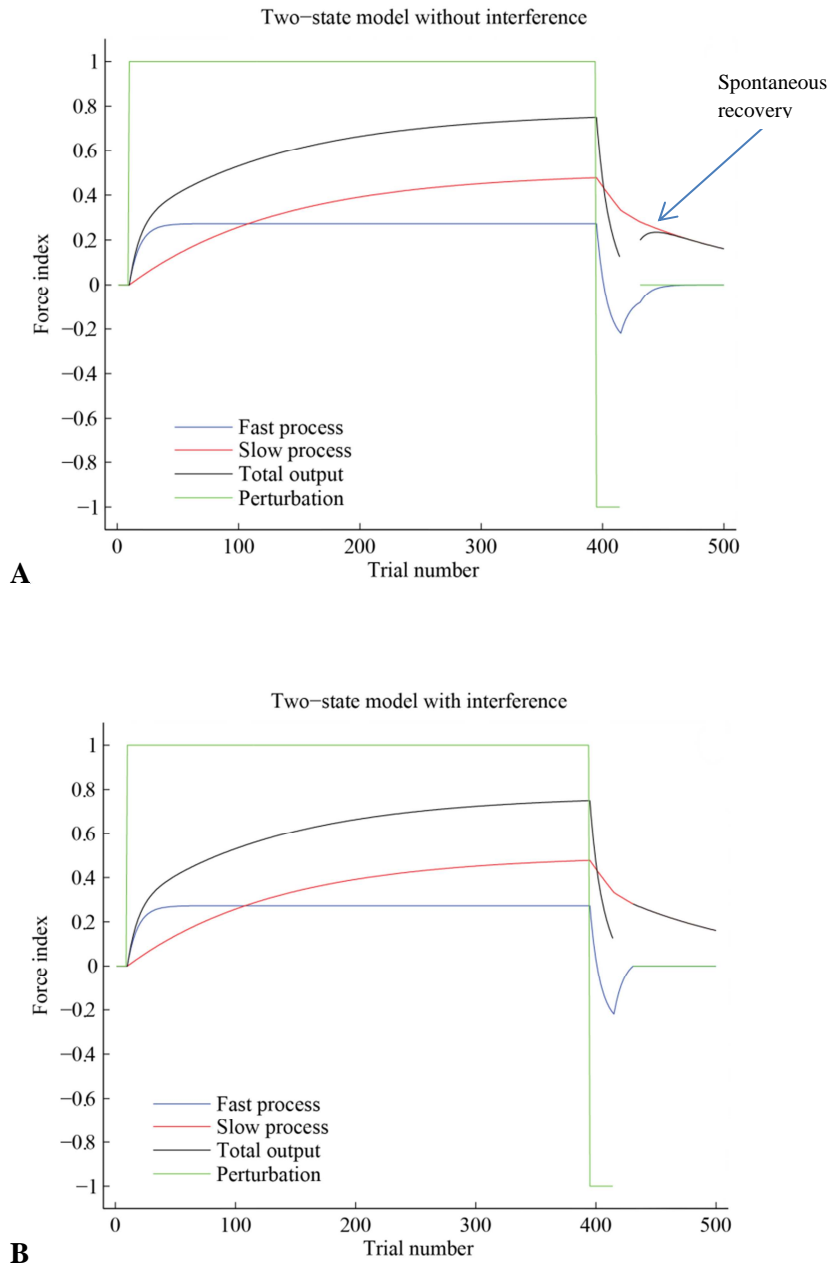 Two−state model without interference
Spontaneous
recovery
1
0.8
0.6
0.4
0.2
0
−0.2
−0.4
−0.6
−0.8
−1
Force index
Fast process
Slow process
Total output
Perturbation
0 100 200 300 400 500
Trial number
A
Two−state model with interference
1
0.8
0.6
0.4
0.2
0
−0.2
−0.4
−0.6
−0.8
−1
Force index
Fast process
Slow process
Total output
Perturbation
0 100 200 300 400 500
Trial number
B